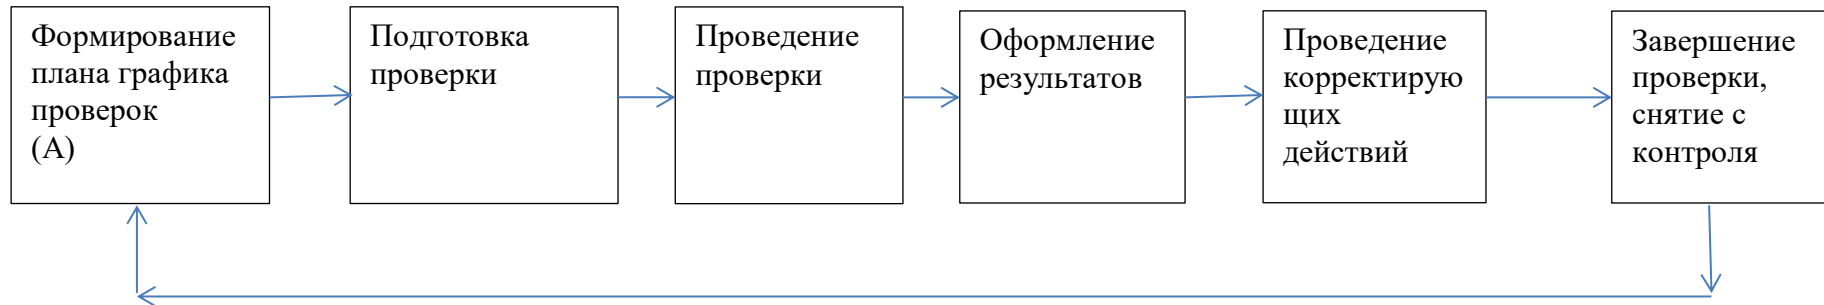 Формирование
плана графика
проверок
(А)
Подготовка
проверки
Проведение
проверки
Оформление
результатов
Проведение
корректирую
щих
действий
Завершение
проверки,
снятие с
контроля